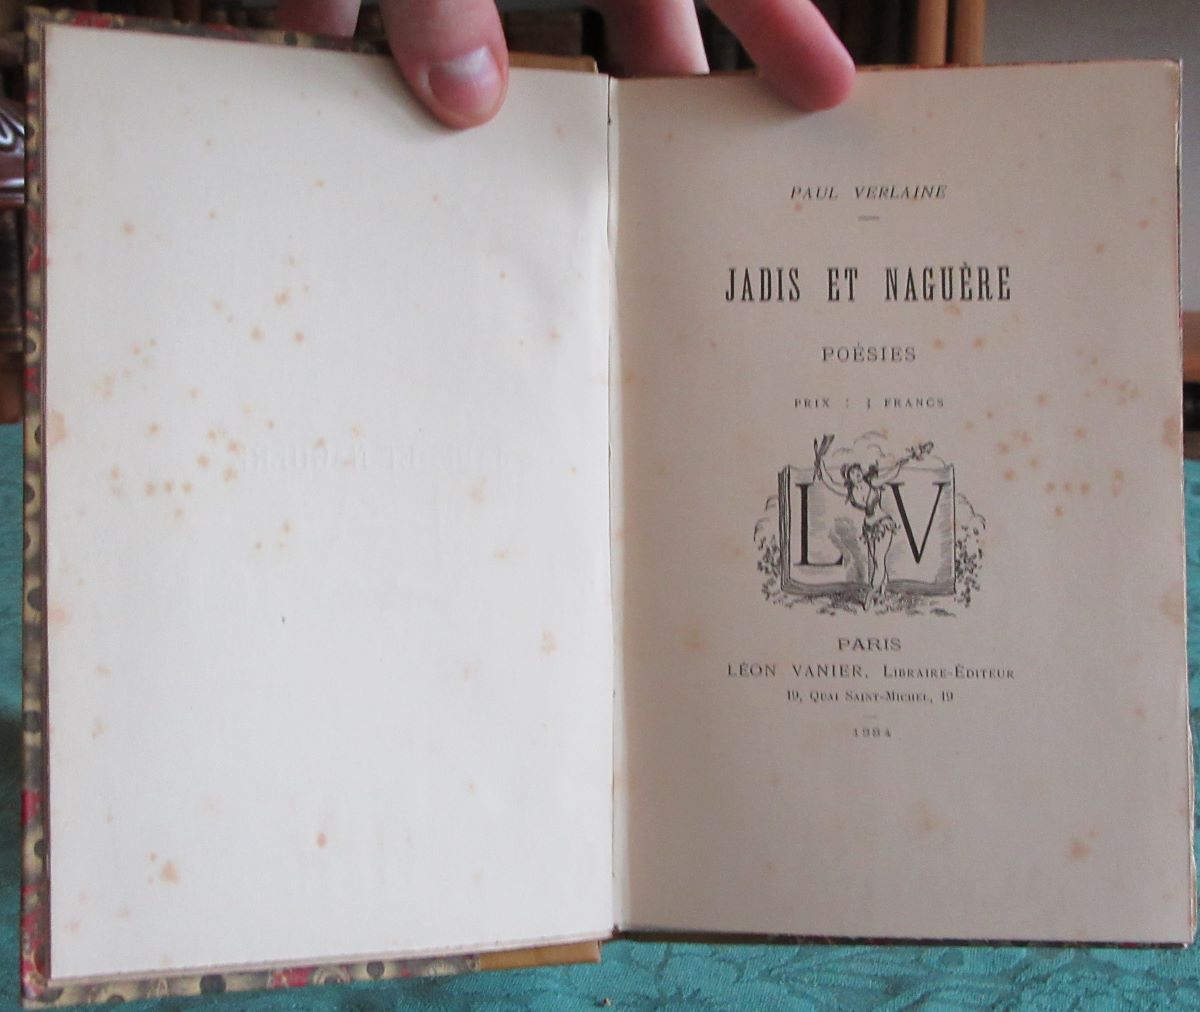 PAUL VERLAINE
JADIS ET NAGUÈRE
POÉSIES
PRIX : 3 FRANCS
L V
PARIS
LÉON VANIER, LIBRAIRE-ÉDITEUR
19, QUAI SAINT-MICHEL, 19
1884